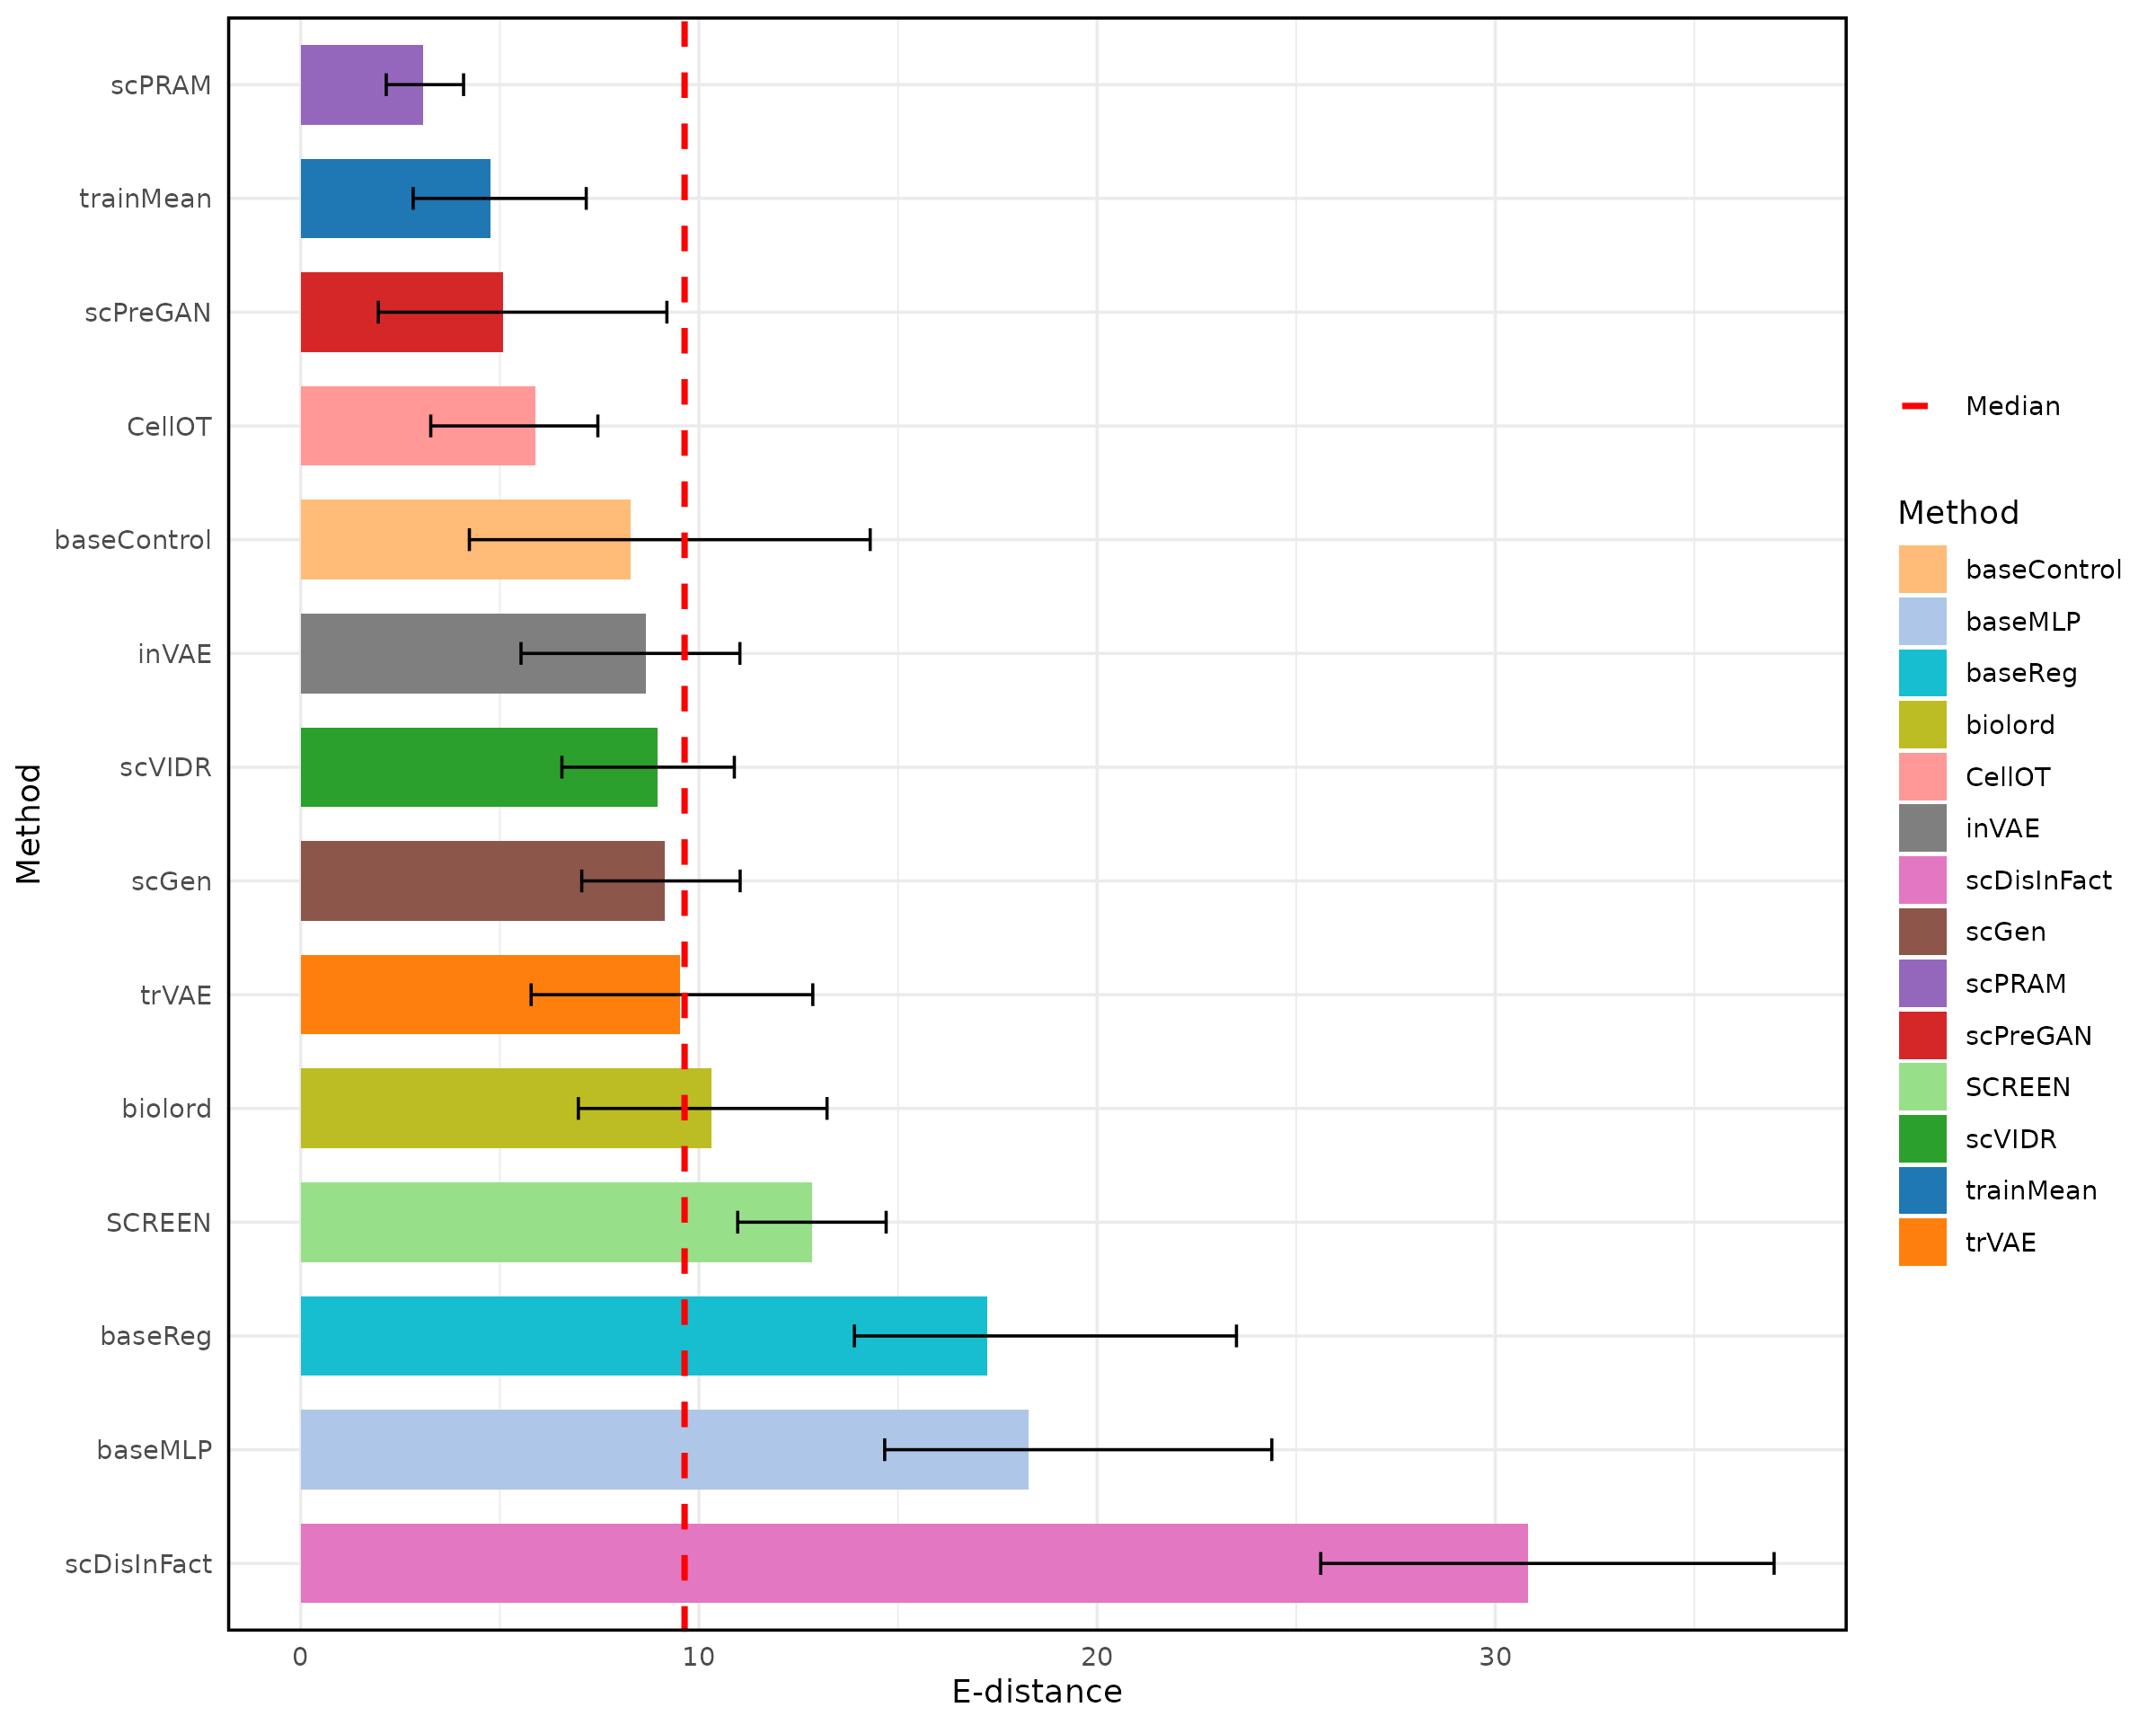 scPRAM
trainMean
scPreGAN
CellOT
baseControl
inVAE
scVIDR
scGen
trVAE
biolord
SCREEN
baseReg
baseMLP
scDisInFact
Method
0 10 20 30
E-distance
Median
Method
baseControl
baseMLP
baseReg
biolord
CellOT
inVAE
scDisInFact
scGen
scPRAM
scPreGAN
SCREEN
scVIDR
trainMean
trVAE